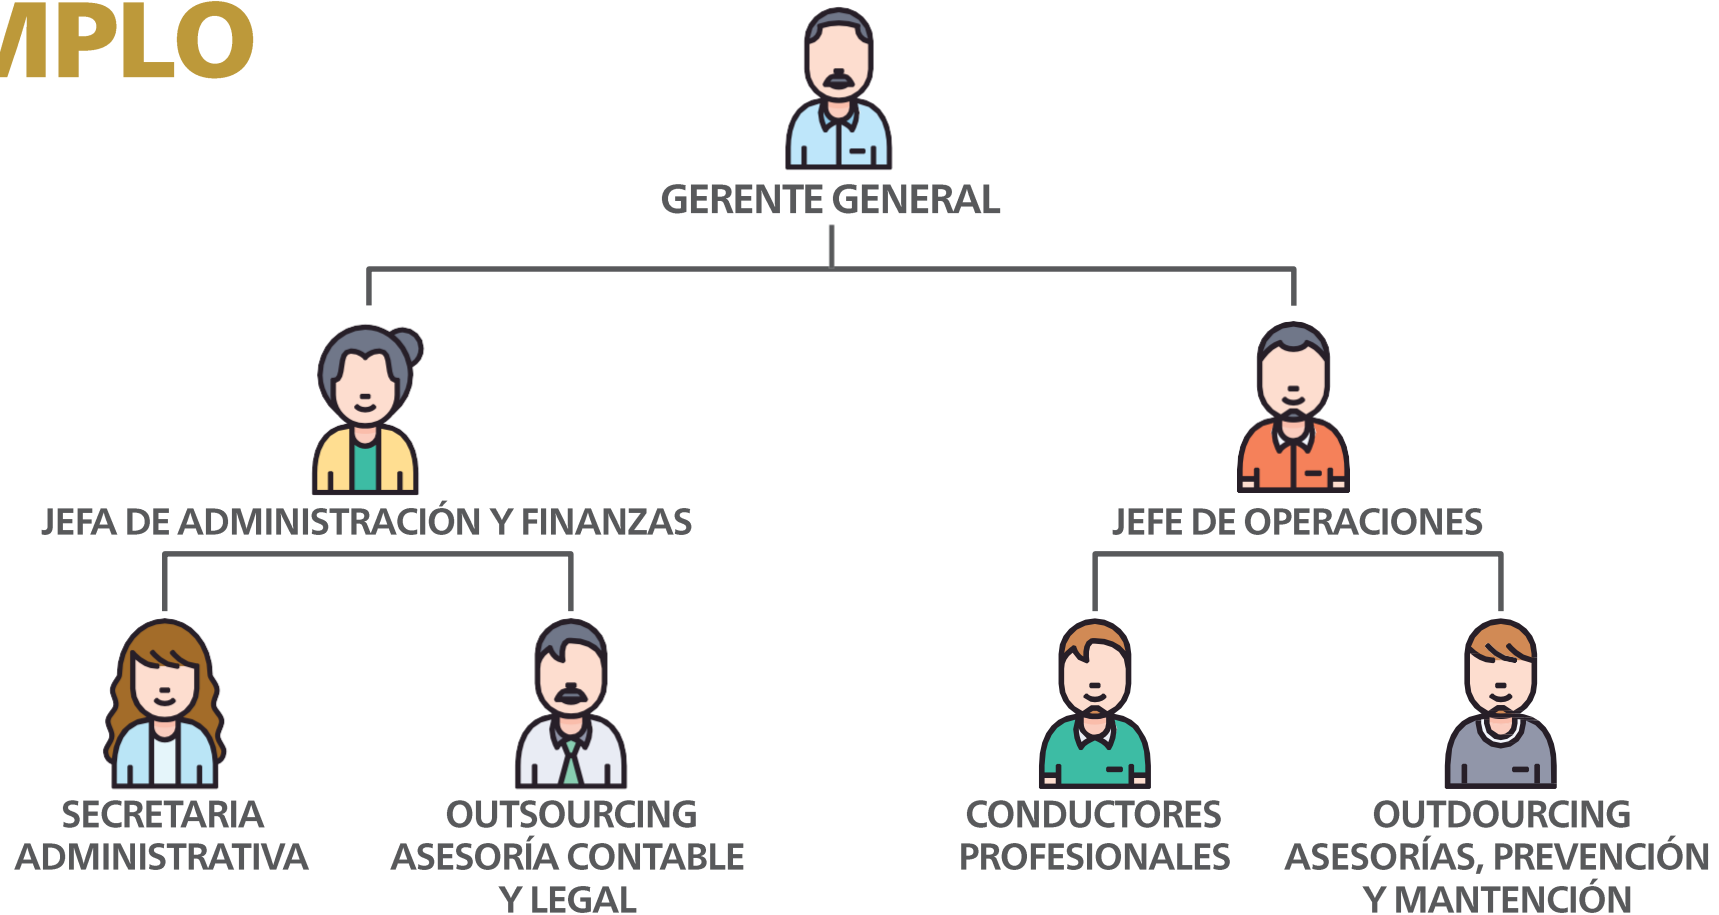 MPLO
GERENTE GENERAL
JEFA DE ADMINISTRACIÓN Y FINANZAS
JEFE DE OPERACIONES
SECRETARIA
ADMINISTRATIVA
OUTSOURCING
ASESORÍA CONTABLE
Y LEGAL
CONDUCTORES
PROFESIONALES
OUTDOURCING
ASESORÍAS, PREVENCIÓN
Y MANTENCIÓN